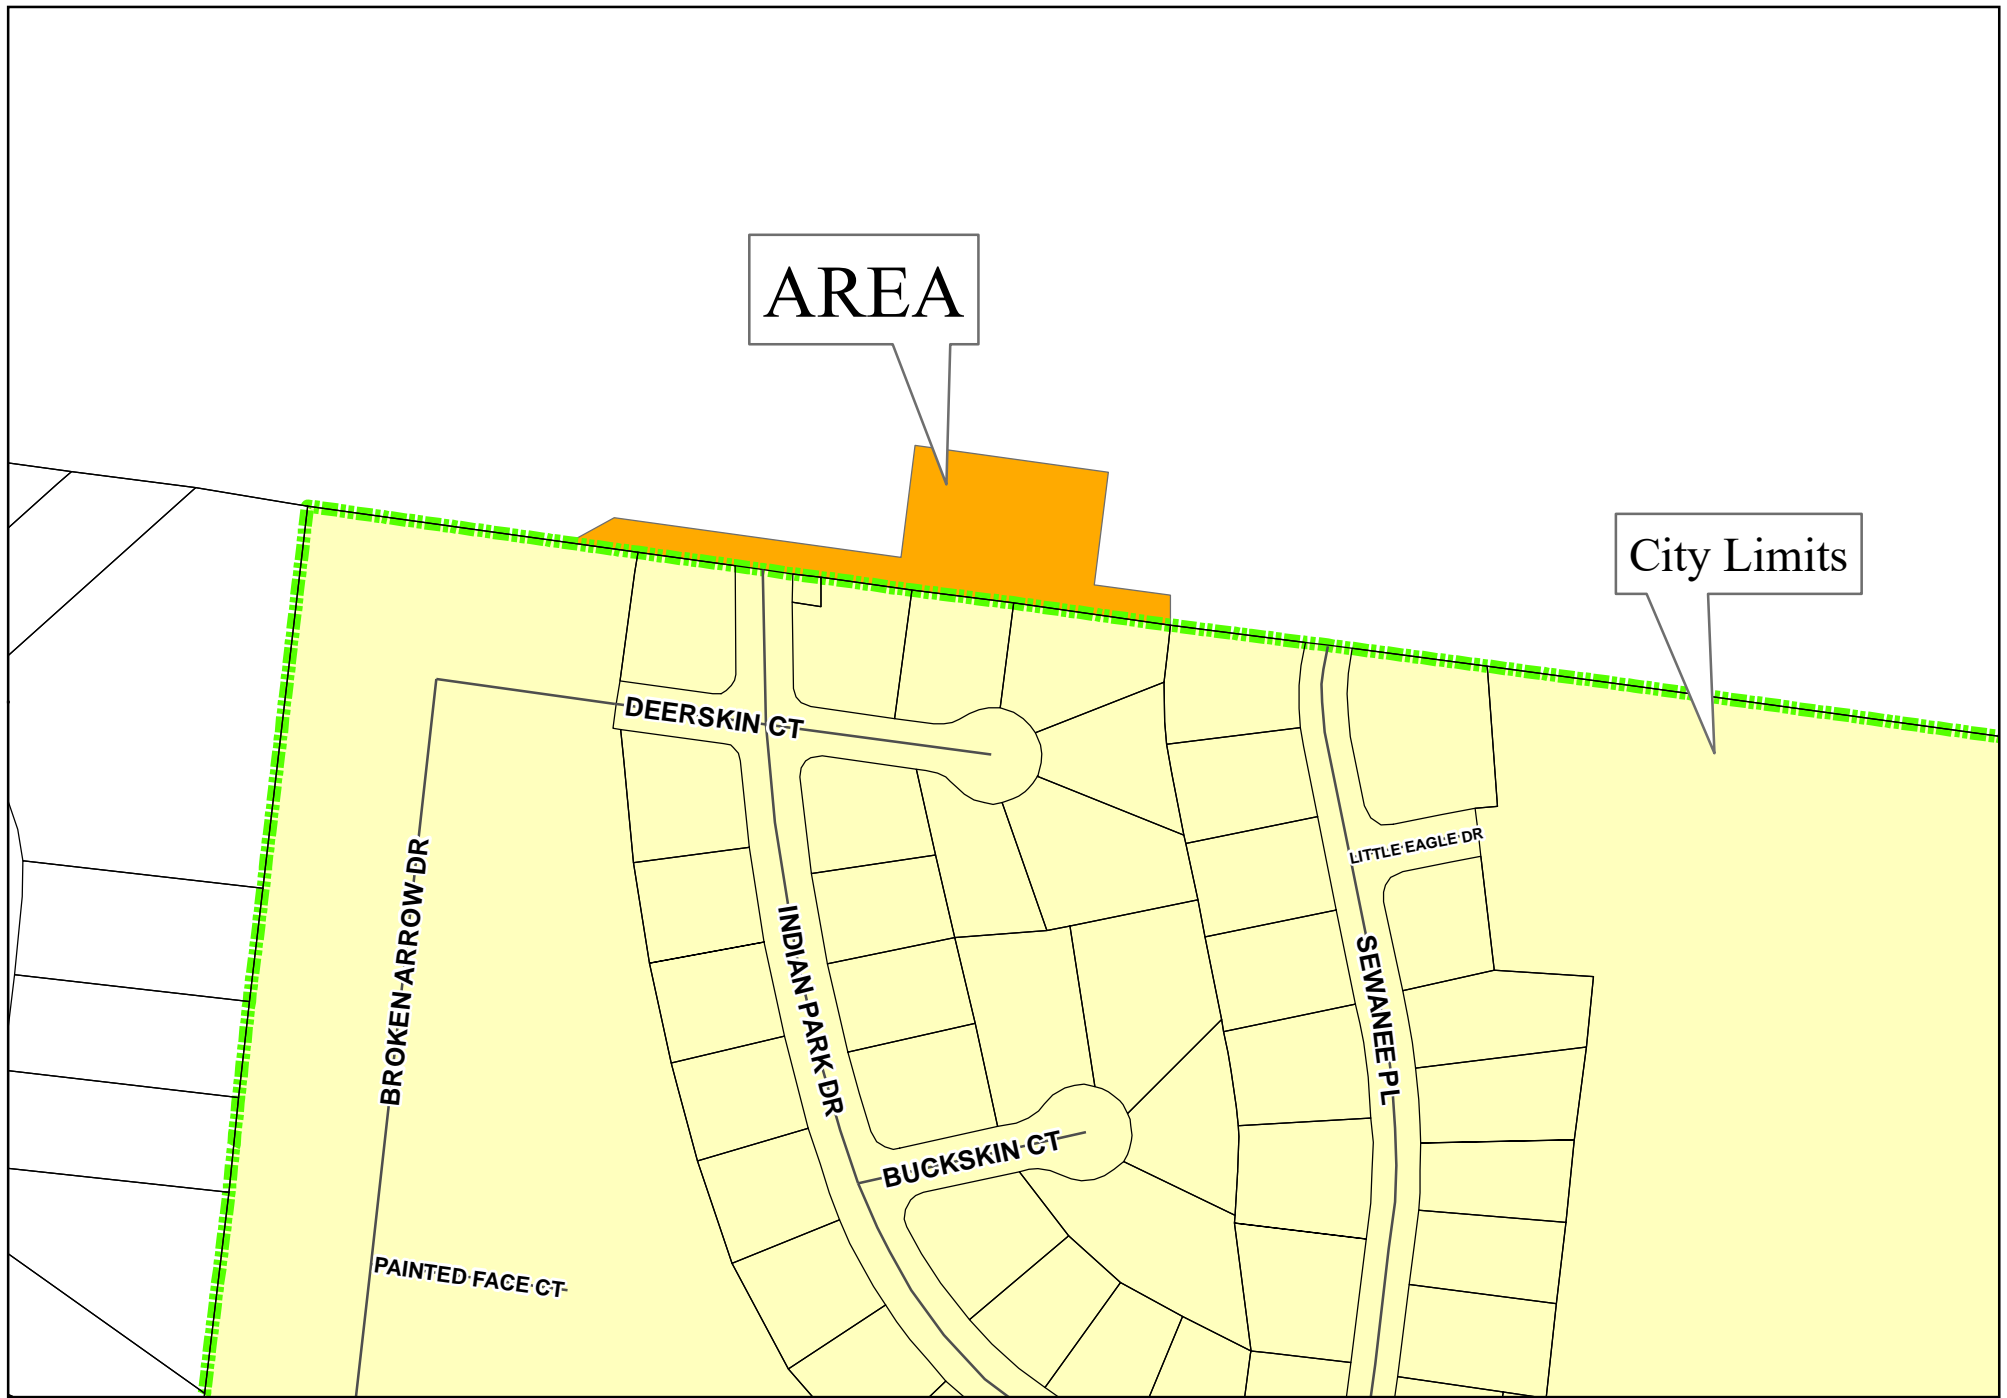 AREA
City Limits
DEERSKIN CT
LITTLE EAGLE DR
BROKEN ARROW DR
INDIAN PARK DR
SEWANEE PL
BUCKSKIN CT
PAINTED FACE CT